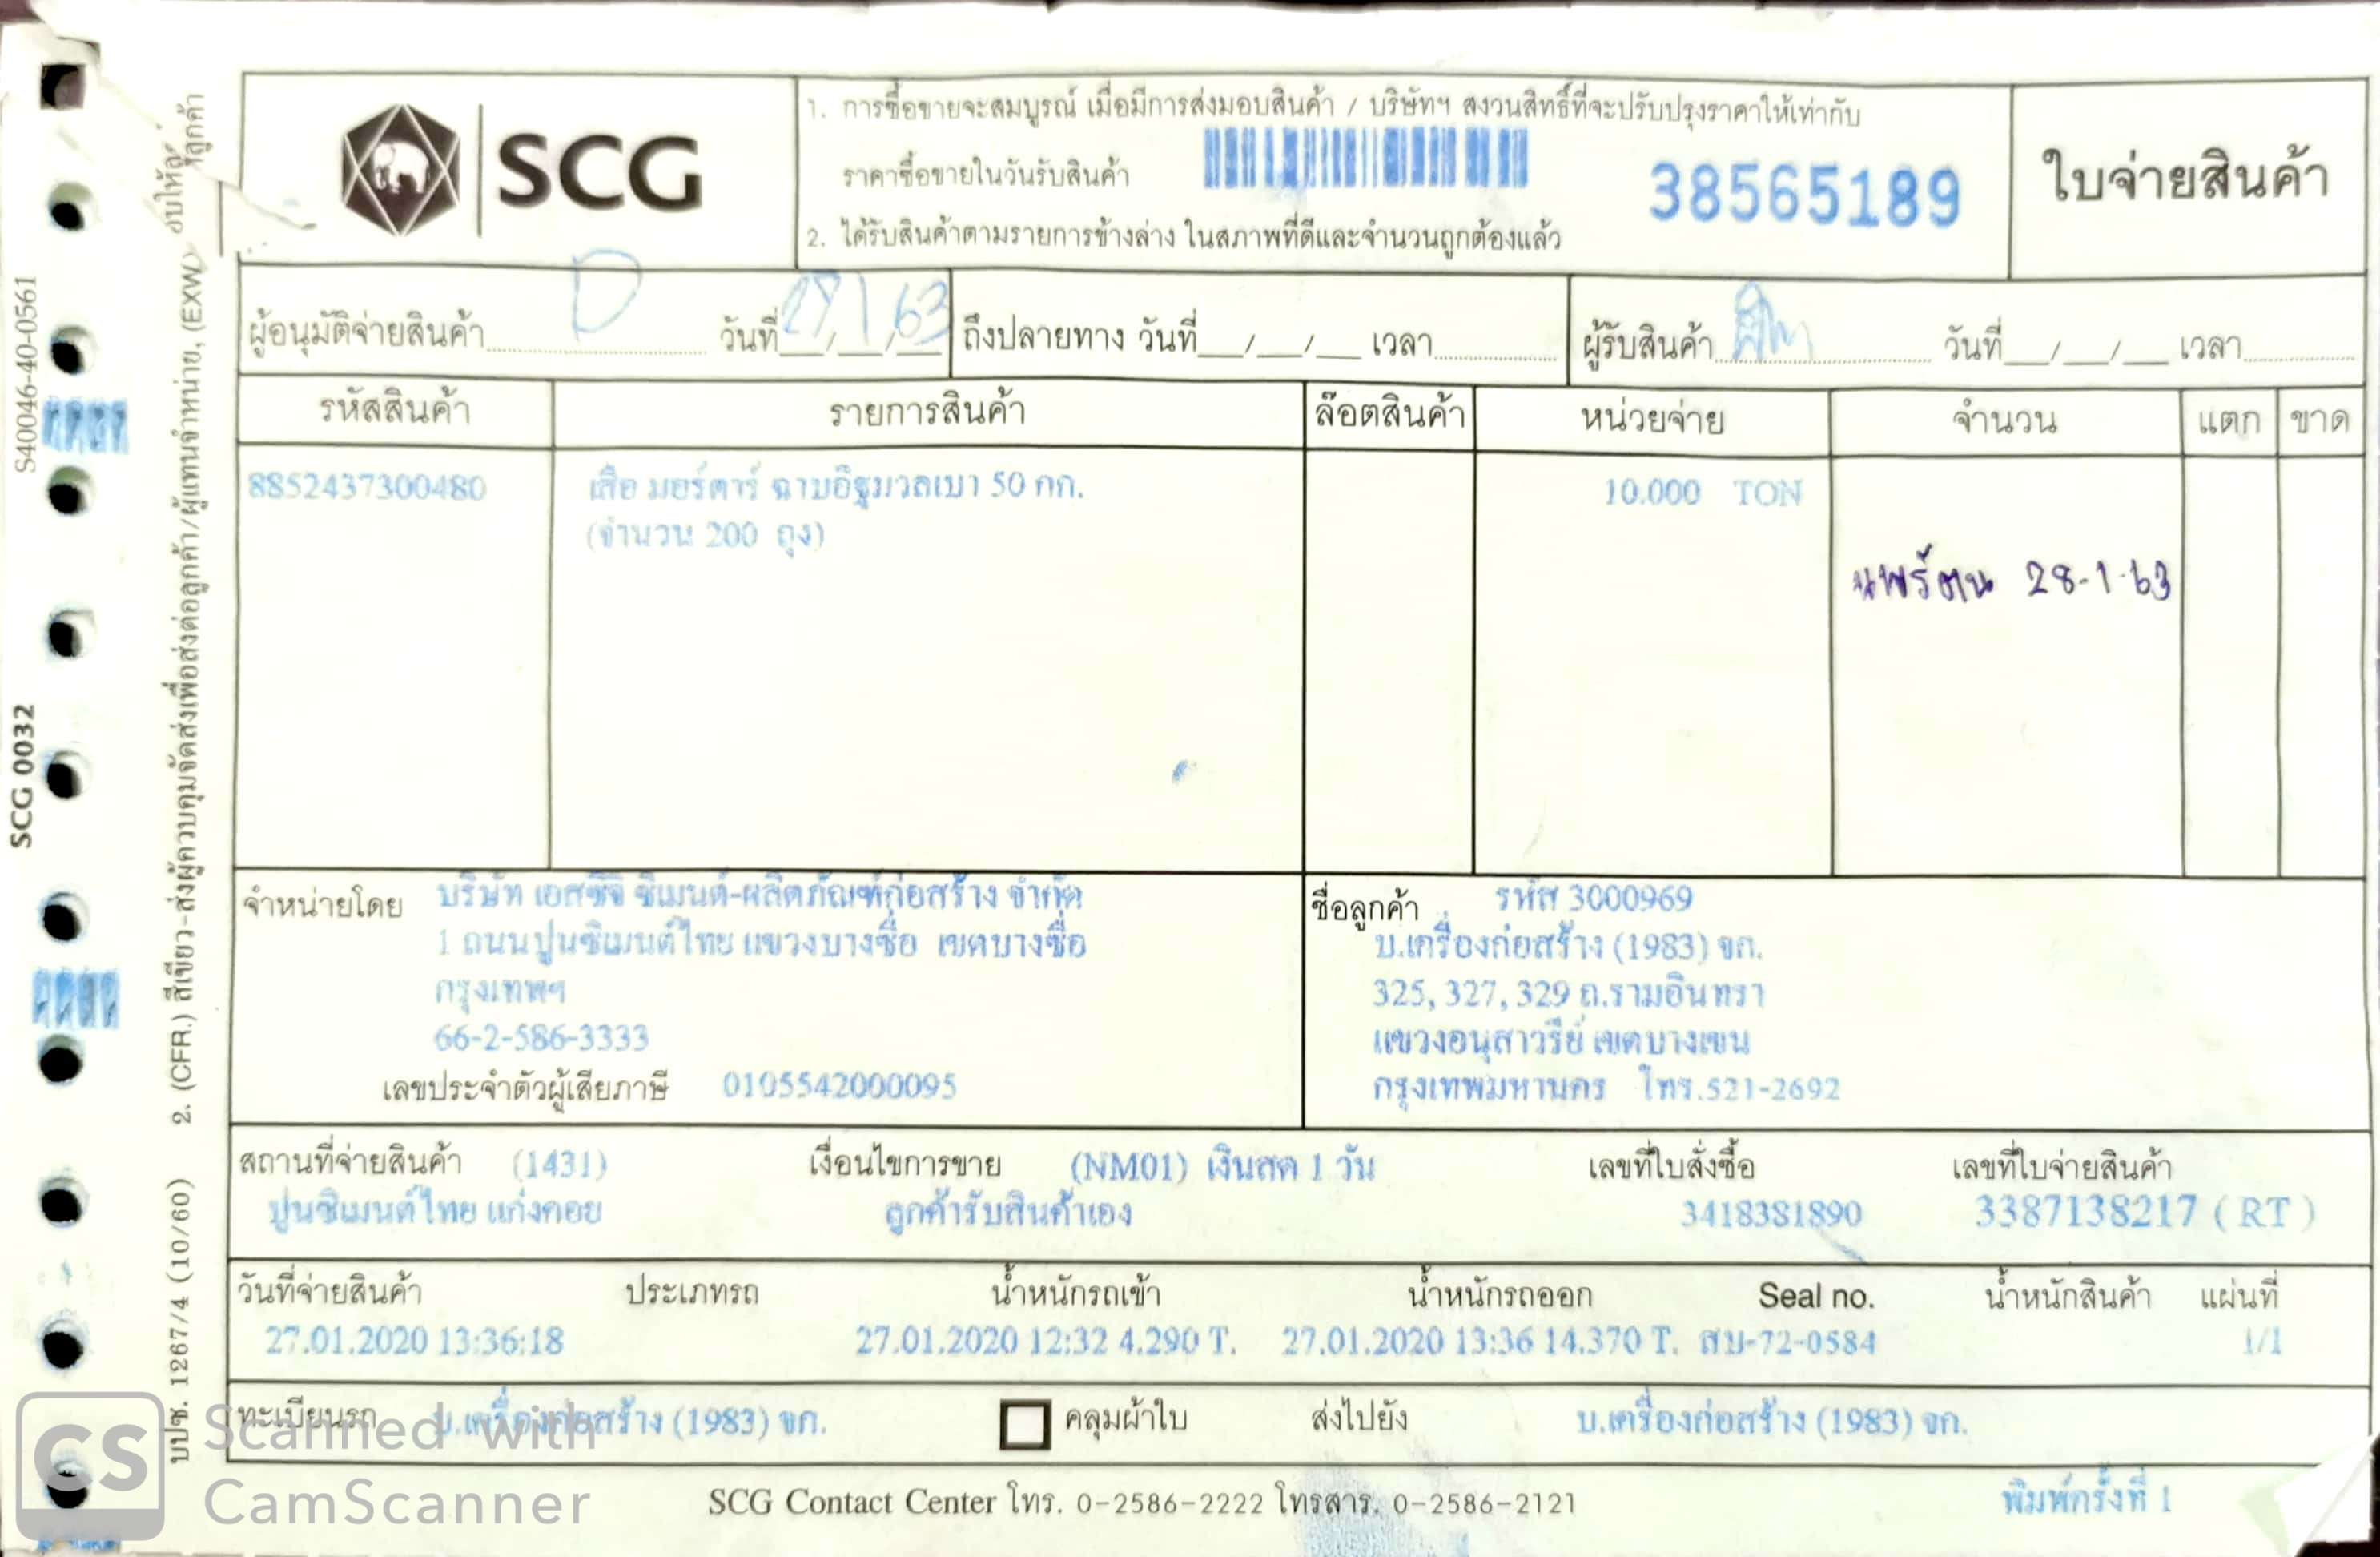 SCG
1. การซื้อขายจะสมบูรณ์ เมื่อมีการส่งมอบสินค้า / บริษัทฯ สงวนสิทธิ์ที่จะปรับปรุงราคาให้เท่ากับ
ราคาซื้อขายในวันรับสินค้า
38565189
2. ได้รับสินค้าตามรายการข้างล่าง ในสภาพที่ดีและจำนวนถูกต้องแล้ว
ใบจ่ายสินค้า
ผู้อนุมัติจ่ายสินค้า วันที่ / / 63 ถึงปลายทาง วันที่ / / เวลา ผู้รับสินค้า วันที่ / / เวลา
รหัสสินค้า รายการสินค้า ล๊อตสินค้า หน่วยจ่าย จำนวน แตก ขาด
8852437300480 เสือ มอร์ตาร์ ฉาบอิฐมวลเบา 50 กก. 10.000 TON
(จำนวน 200 ถุง)
28-1-63
จำหน่ายโดย บริษัท เอสซีจี ซิเมนต์-ผลิตภัณฑ์ก่อสร้าง จำกัด
1 ถนนปูนซิเมนต์ไทย แขวงบางซื่อ เขตบางซื่อ
กรุงเทพฯ
66-2-586-3333
เลขประจำตัวผู้เสียภาษี 0105542000095
ชื่อลูกค้า รหัส 3000969
บ.เครื่องก่อสร้าง (1983) จก.
325, 327, 329 ถ.รามอินทรา
แขวงอนุสาวรีย์ เขตบางเขน
กรุงเทพมหานคร โทร.521-2692
สถานที่จ่ายสินค้า (1431) เงื่อนไขการขาย (NM01) เงินสด 1 วัน เลขที่ใบสั่งซื้อ เลขที่ใบจ่ายสินค้า
ปูนซิเมนต์ไทย แก่งคอย ลูกค้ารับสินค้าเอง 3418381890 3387138217 (RT)
วันที่จ่ายสินค้า ประเภทรถ น้ำหนักรถเข้า น้ำหนักรถออก Seal no. น้ำหนักสินค้า แผ่นที่
27.01.2020 13:36:18 27.01.2020 12:32 4.290 T. 27.01.2020 13:36 14.370 T. สบ-72-0584 1/1
ทะเบียนรถ บ.เครื่องก่อสร้าง (1983) จก. คลุมผ้าใบ ส่งไปยัง บ.เครื่องก่อสร้าง (1983) จก.
SCG Contact Center โทร. 0-2586-2222 โทรสาร. 0-2586-2121
พิมพ์ครั้งที่ 1
S40046-40-0561
SCG 0032
บปซ. 1267/4 (10/60)
2. (CFR.) สีเขียว-ส่งผู้ควบคุมจัดส่งเพื่อส่งต่อลูกค้า/ผู้แทนจำหน่าย, (EXW)
CS Scanned with
CamScanner